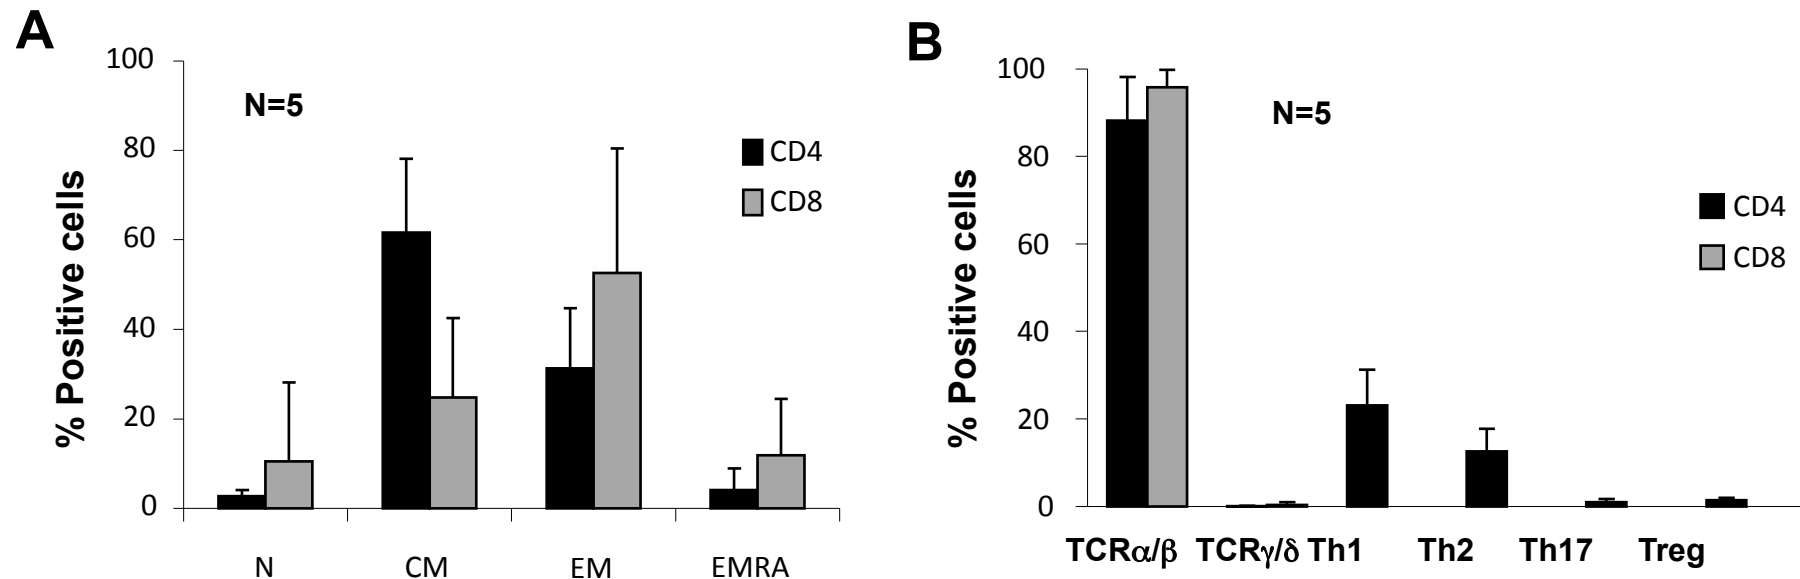 A
100
80
60
40
20
0
% Positive cells
N=5
CD4
CD8
N CM EM EMRA
B
100
80
60
40
20
0
% Positive cells
N=5
CD4
CD8
TCRα/β TCRγ/δ Th1 Th2 Th17 Treg